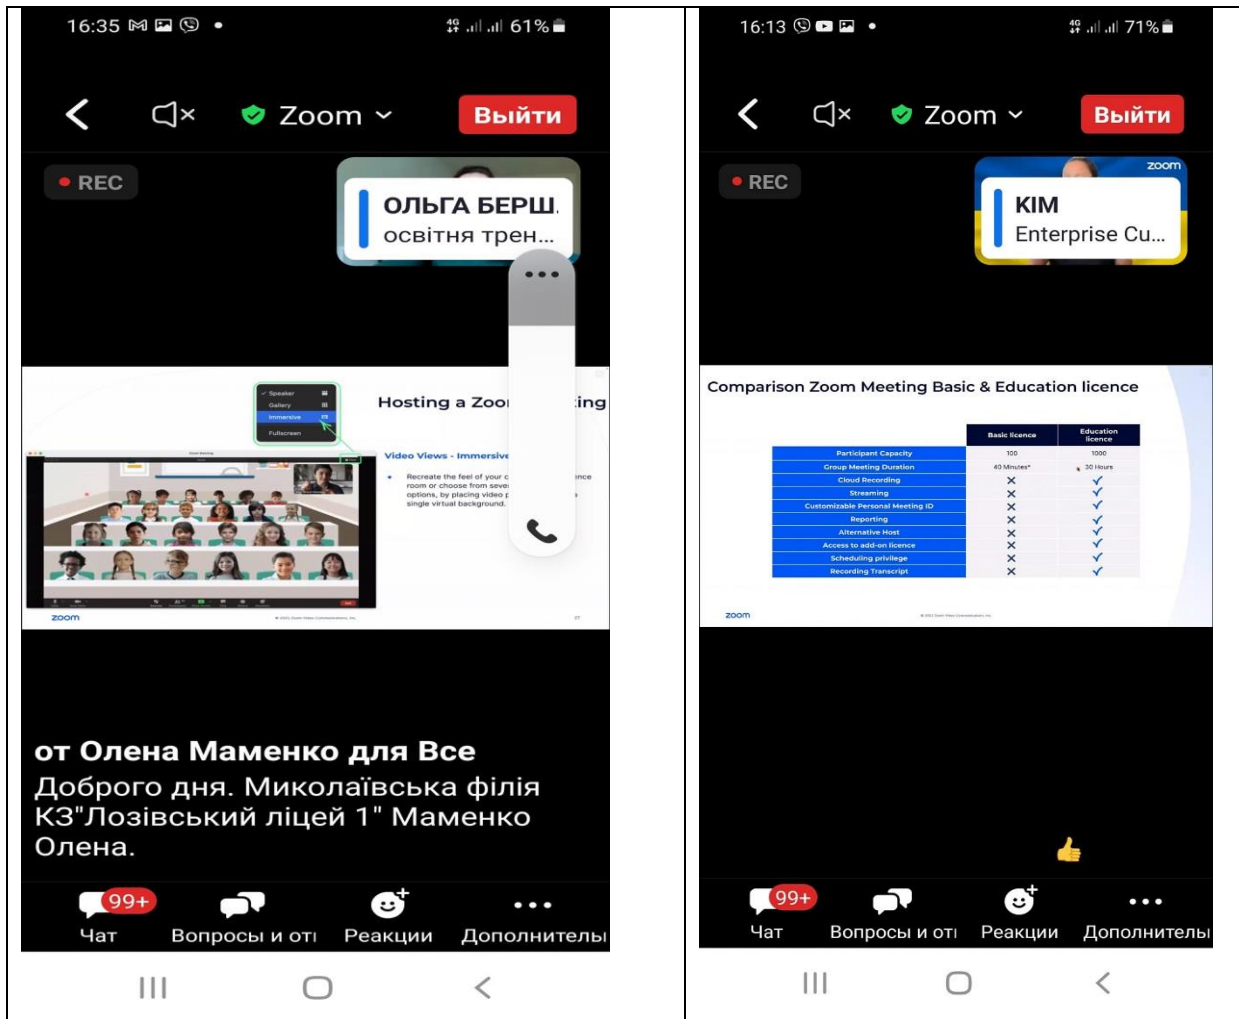 16:35
4G 61%
Zoom
Выйти
REC
ОЛЬГА БЕРШ.
освітня трен...
Speaker
Gallery
Immersive
Fullscreen
Hosting a Zoo ing
Video Views - Immersive
Recreate the feel of your c ence
room or choose from seve
options, by placing video p
single virtual background.
zoom
27
от Олена Маменко для Все
Доброго дня. Миколаївська філія
КЗ"Лозівський ліцей 1" Маменко
Олена.
99+
Чат
Вопросы и отв
Реакции
Дополнитель
16:13
4G 71%
Zoom
Выйти
REC
zoom
KIM
Enterprise Cu...
Comparison Zoom Meeting Basic & Education licence
Basic licence Education licence
Participant Capacity 100 1000
Group Meeting Duration 40 Minutes* 30 Hours
Cloud Recording
Streaming
Customizable Personal Meeting ID
Reporting
Alternative Host
Access to add-on licence
Scheduling privilege
Recording Transcript
zoom
99+
Чат
Вопросы и отв
Реакции
Дополнитель